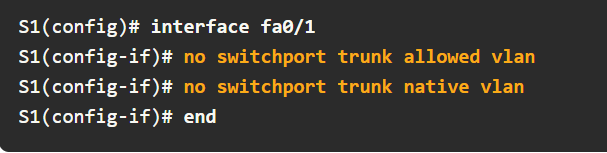 S1(config)# interface fa0/1
S1(config-if)# no switchport trunk allowed vlan
S1(config-if)# no switchport trunk native vlan
S1(config-if)# end